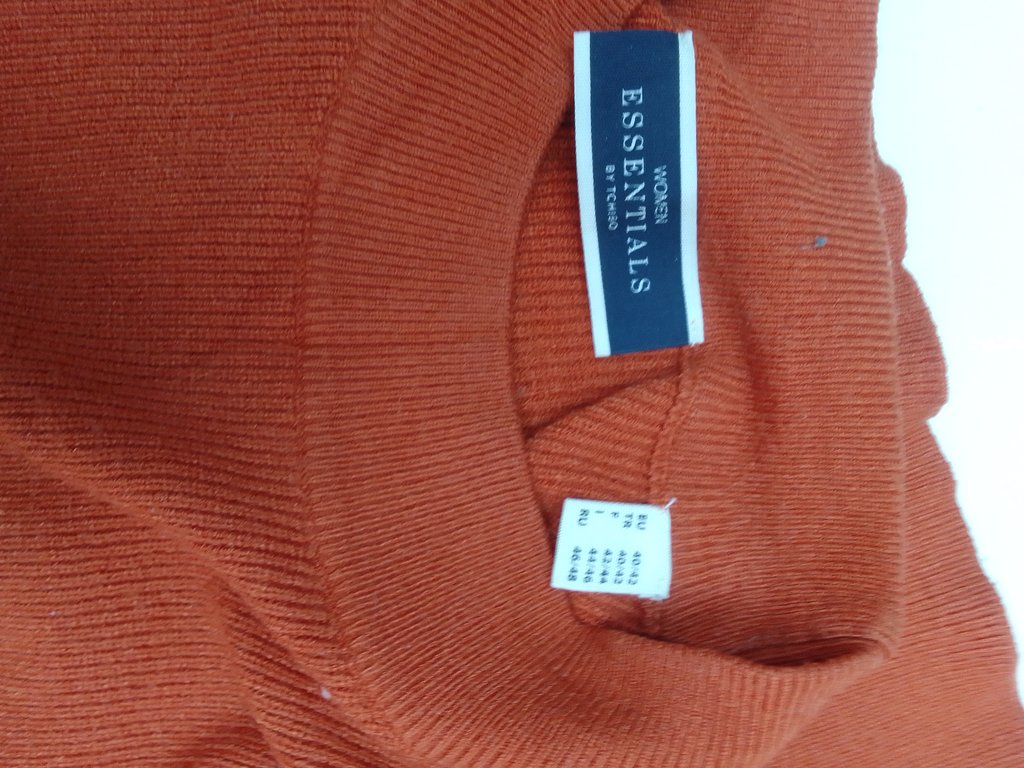 WOMEN
ESSENTIALS
BY TCHIBO
EU 40/42
TR 40/42
F 42/44
I 44/46
RU 46/48